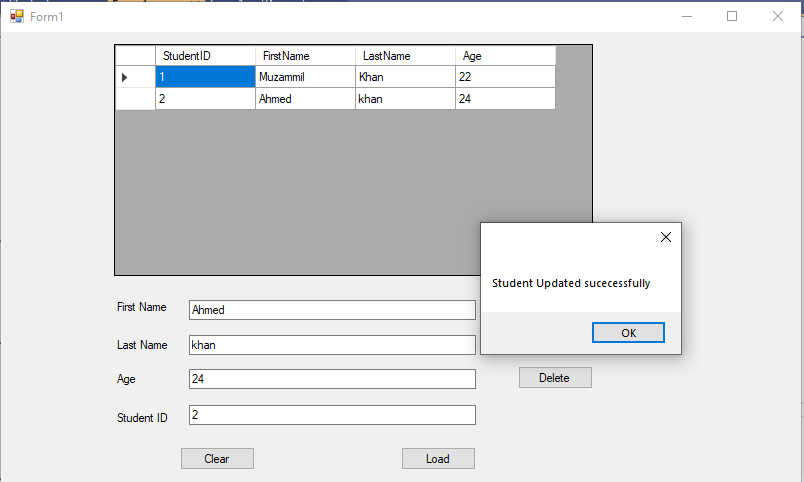 Form1
StudentID FirstName LastName Age
1 Muzammil Khan 22
2 Ahmed khan 24
Student Updated sucecessfully
OK
First Name Ahmed
Last Name khan
Age 24
Delete
Student ID 2
Clear Load